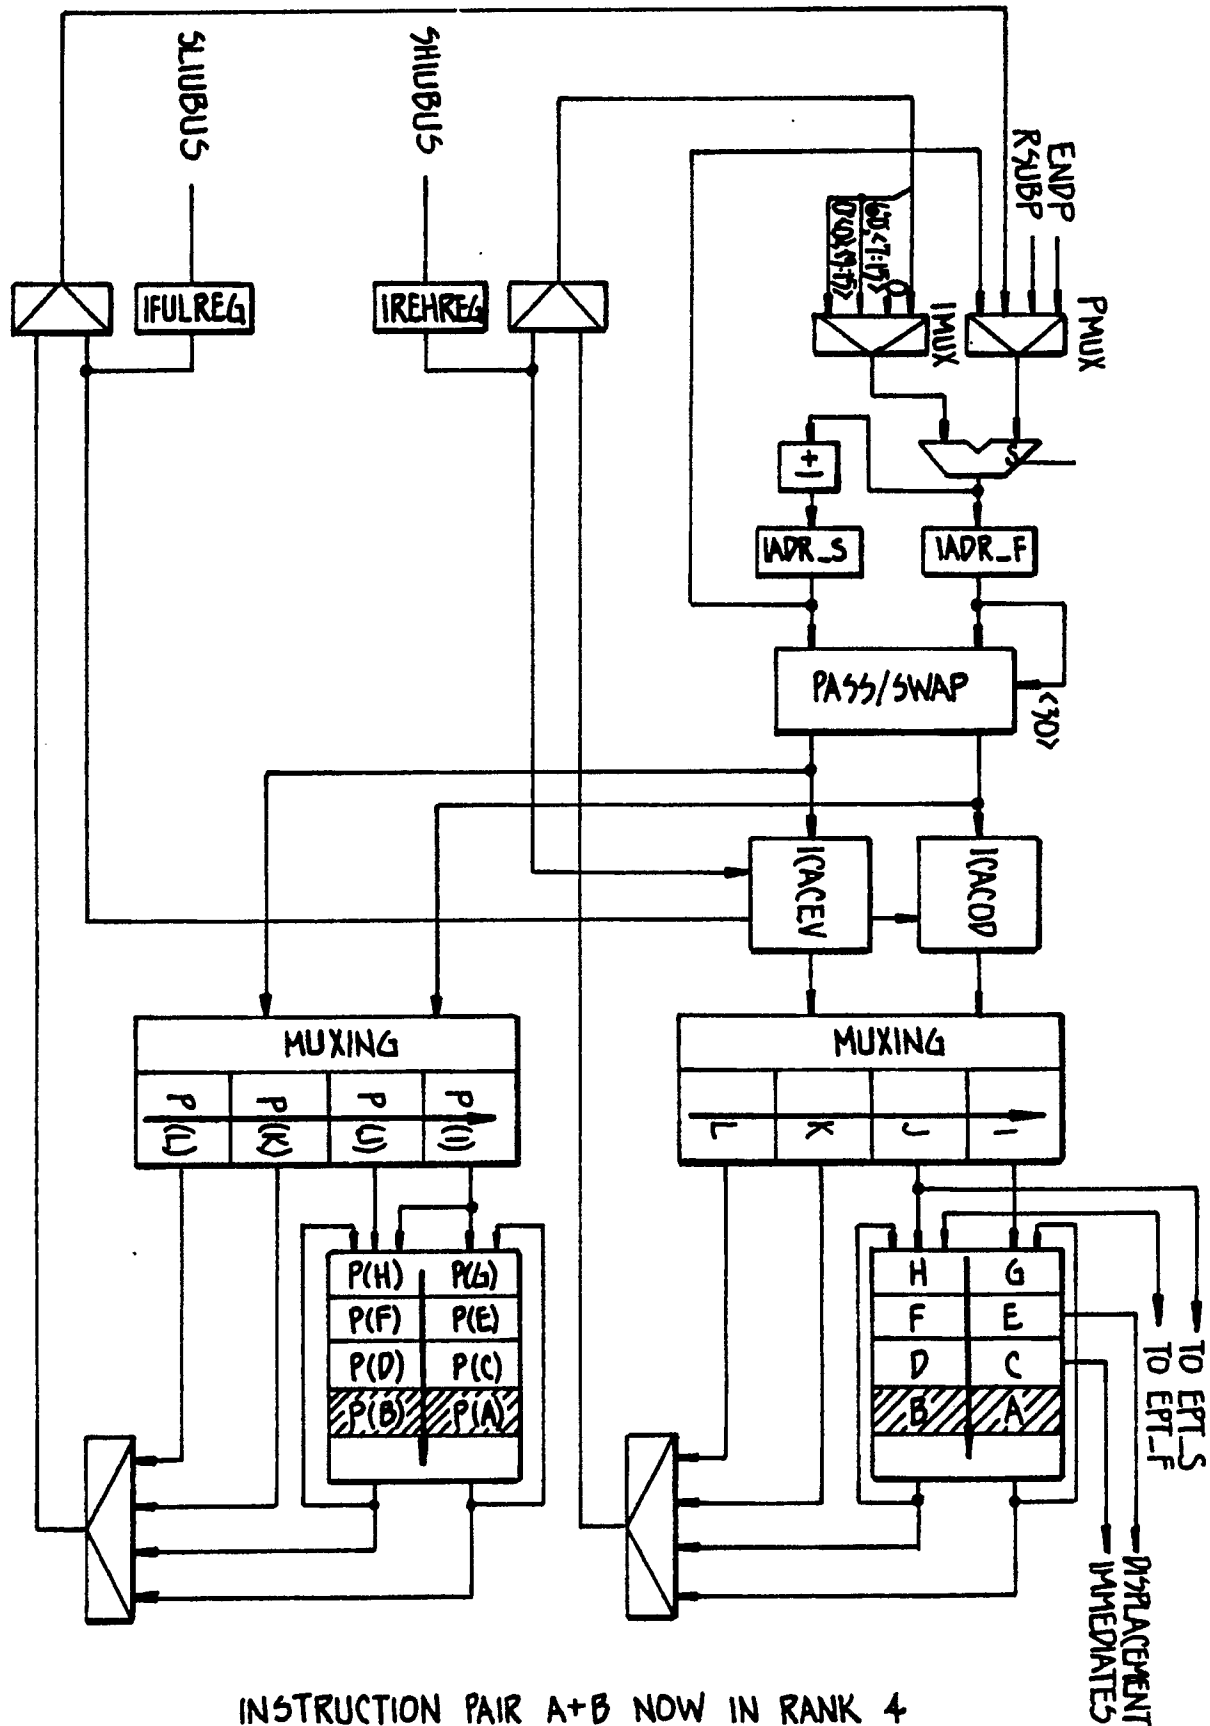 SLIUBUS
SHIUBUS
ENDP
RSUBP
IFULREG
IREHREG
0
IMUX
PMUX
S
±1
IADR_S
IADR_F
PASS/SWAP
<30>
ICACEV
ICACOD
MUXING
MUXING
P(L)
P(K)
P(J)
P(I)
L
K
J
I
P(H)
P(G)
P(F)
P(E)
P(D)
P(C)
P(B)
P(A)
H
G
F
E
D
C
B
A
TO EPT_S
TO EPT_F
DISPLACEMENT
IMMEDIATES
INSTRUCTION PAIR A+B NOW IN RANK 4